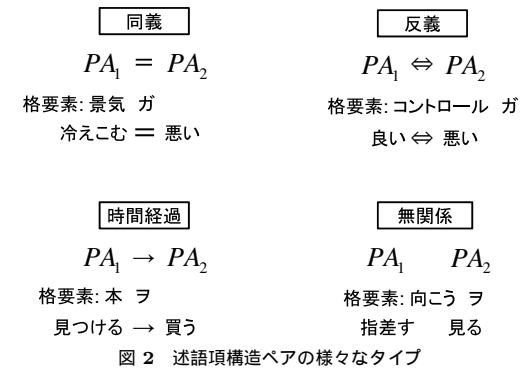 同義
PA1 = PA2
格要素: 景気 ガ
冷えこむ = 悪い
反義
PA1 ⇔ PA2
格要素: コントロール ガ
良い ⇔ 悪い
時間経過
PA1 → PA2
格要素: 本 ヲ
見つける → 買う
無関係
PA1 PA2
格要素: 向こう ヲ
指差す 見る
図 2 述語項構造ペアの様々なタイプ